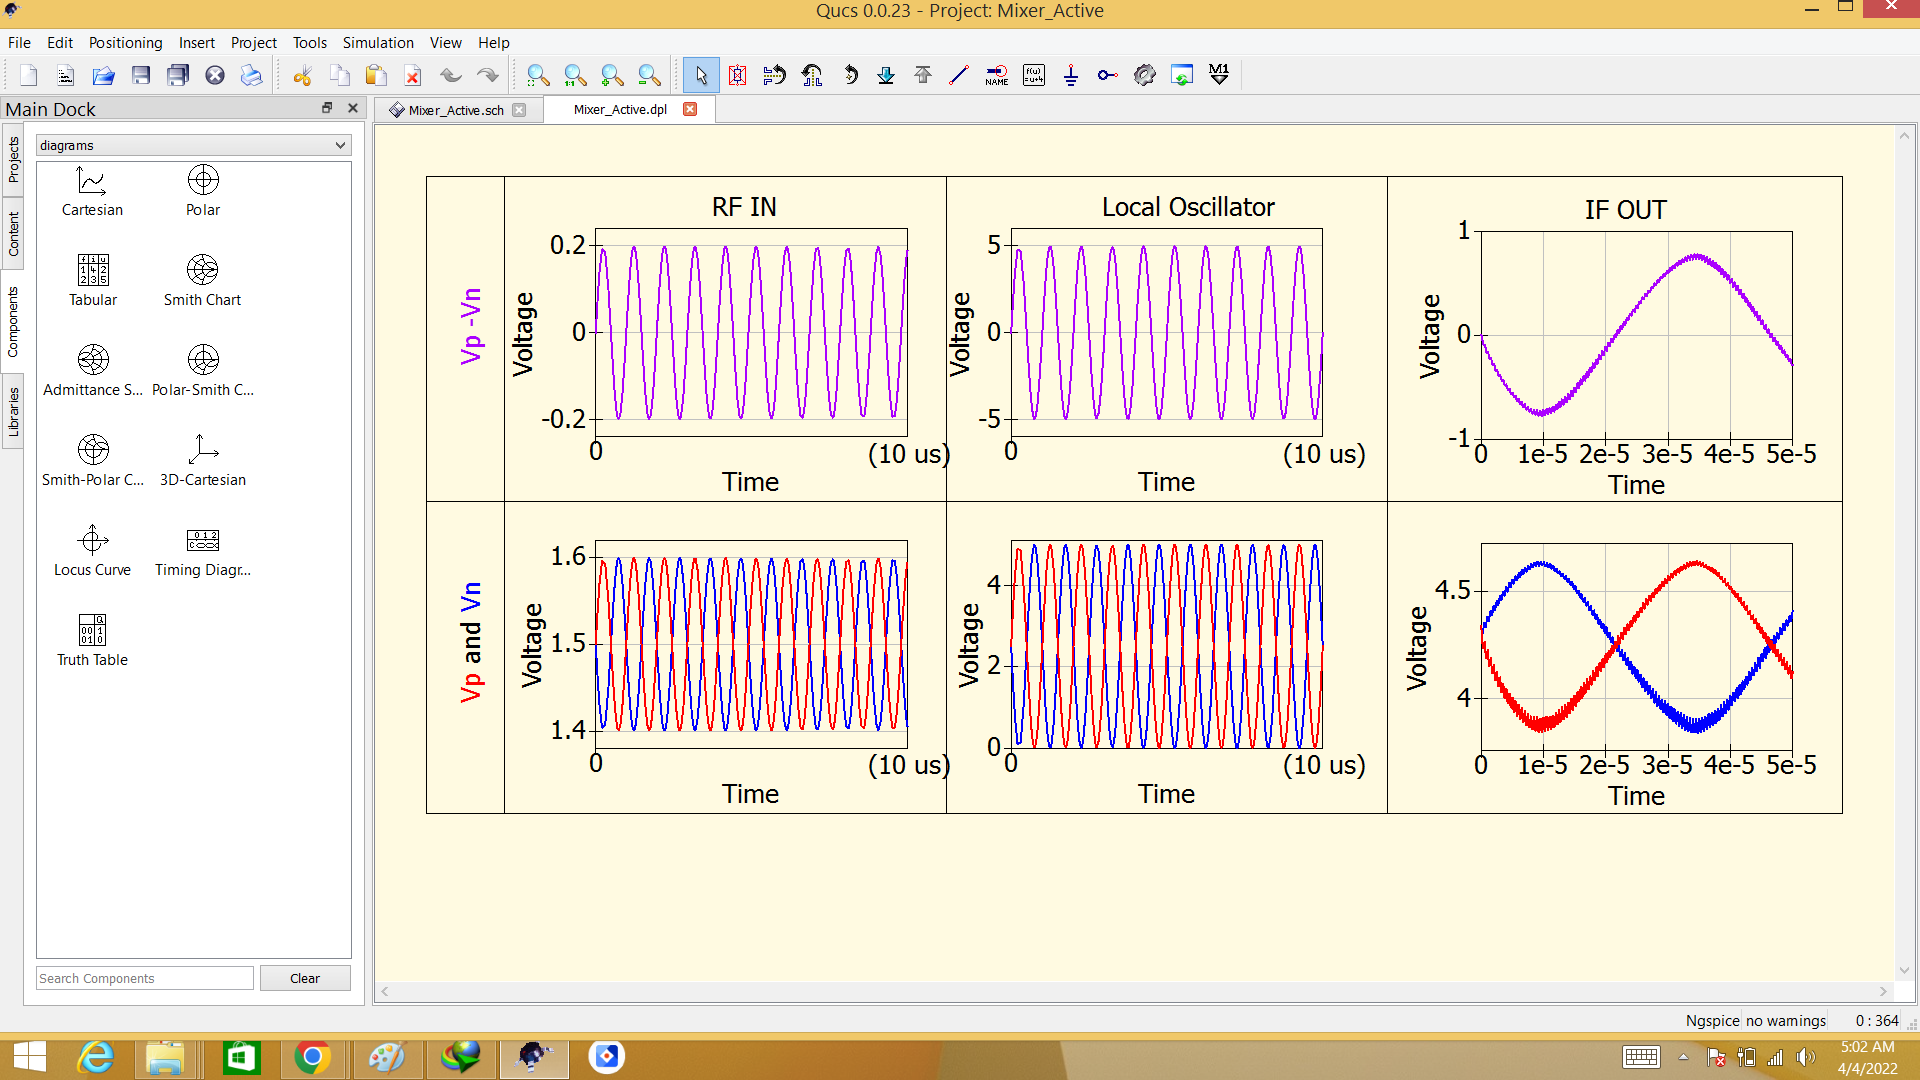 Qucs 0.0.23 - Project: Mixer_Active
File Edit Positioning Insert Project Tools Simulation View Help
NAME
M1
Main Dock
Mixer_Active.sch
Mixer_Active.dpl
Projects
Content
Components
Libraries
diagrams
Cartesian
Polar
Tabular
Smith Chart
Admittance S...
Polar-Smith C...
Smith-Polar C...
3D-Cartesian
Locus Curve
Timing Diagr...
Truth Table
Search Components
Clear
Vp -Vn
RF IN
Voltage
0.2
0
-0.2
0
(10 us)
Time
Local Oscillator
Voltage
5
0
-5
0
(10 us)
Time
IF OUT
Voltage
1
0
-1
0 1e-5 2e-5 3e-5 4e-5 5e-5
Time
Vp and Vn
Voltage
1.6
1.5
1.4
0
(10 us)
Time
Voltage
4
2
0
0
(10 us)
Time
Voltage
4.5
4
0 1e-5 2e-5 3e-5 4e-5 5e-5
Time
Ngspice no warnings 0 : 364
5:02 AM
4/4/2022